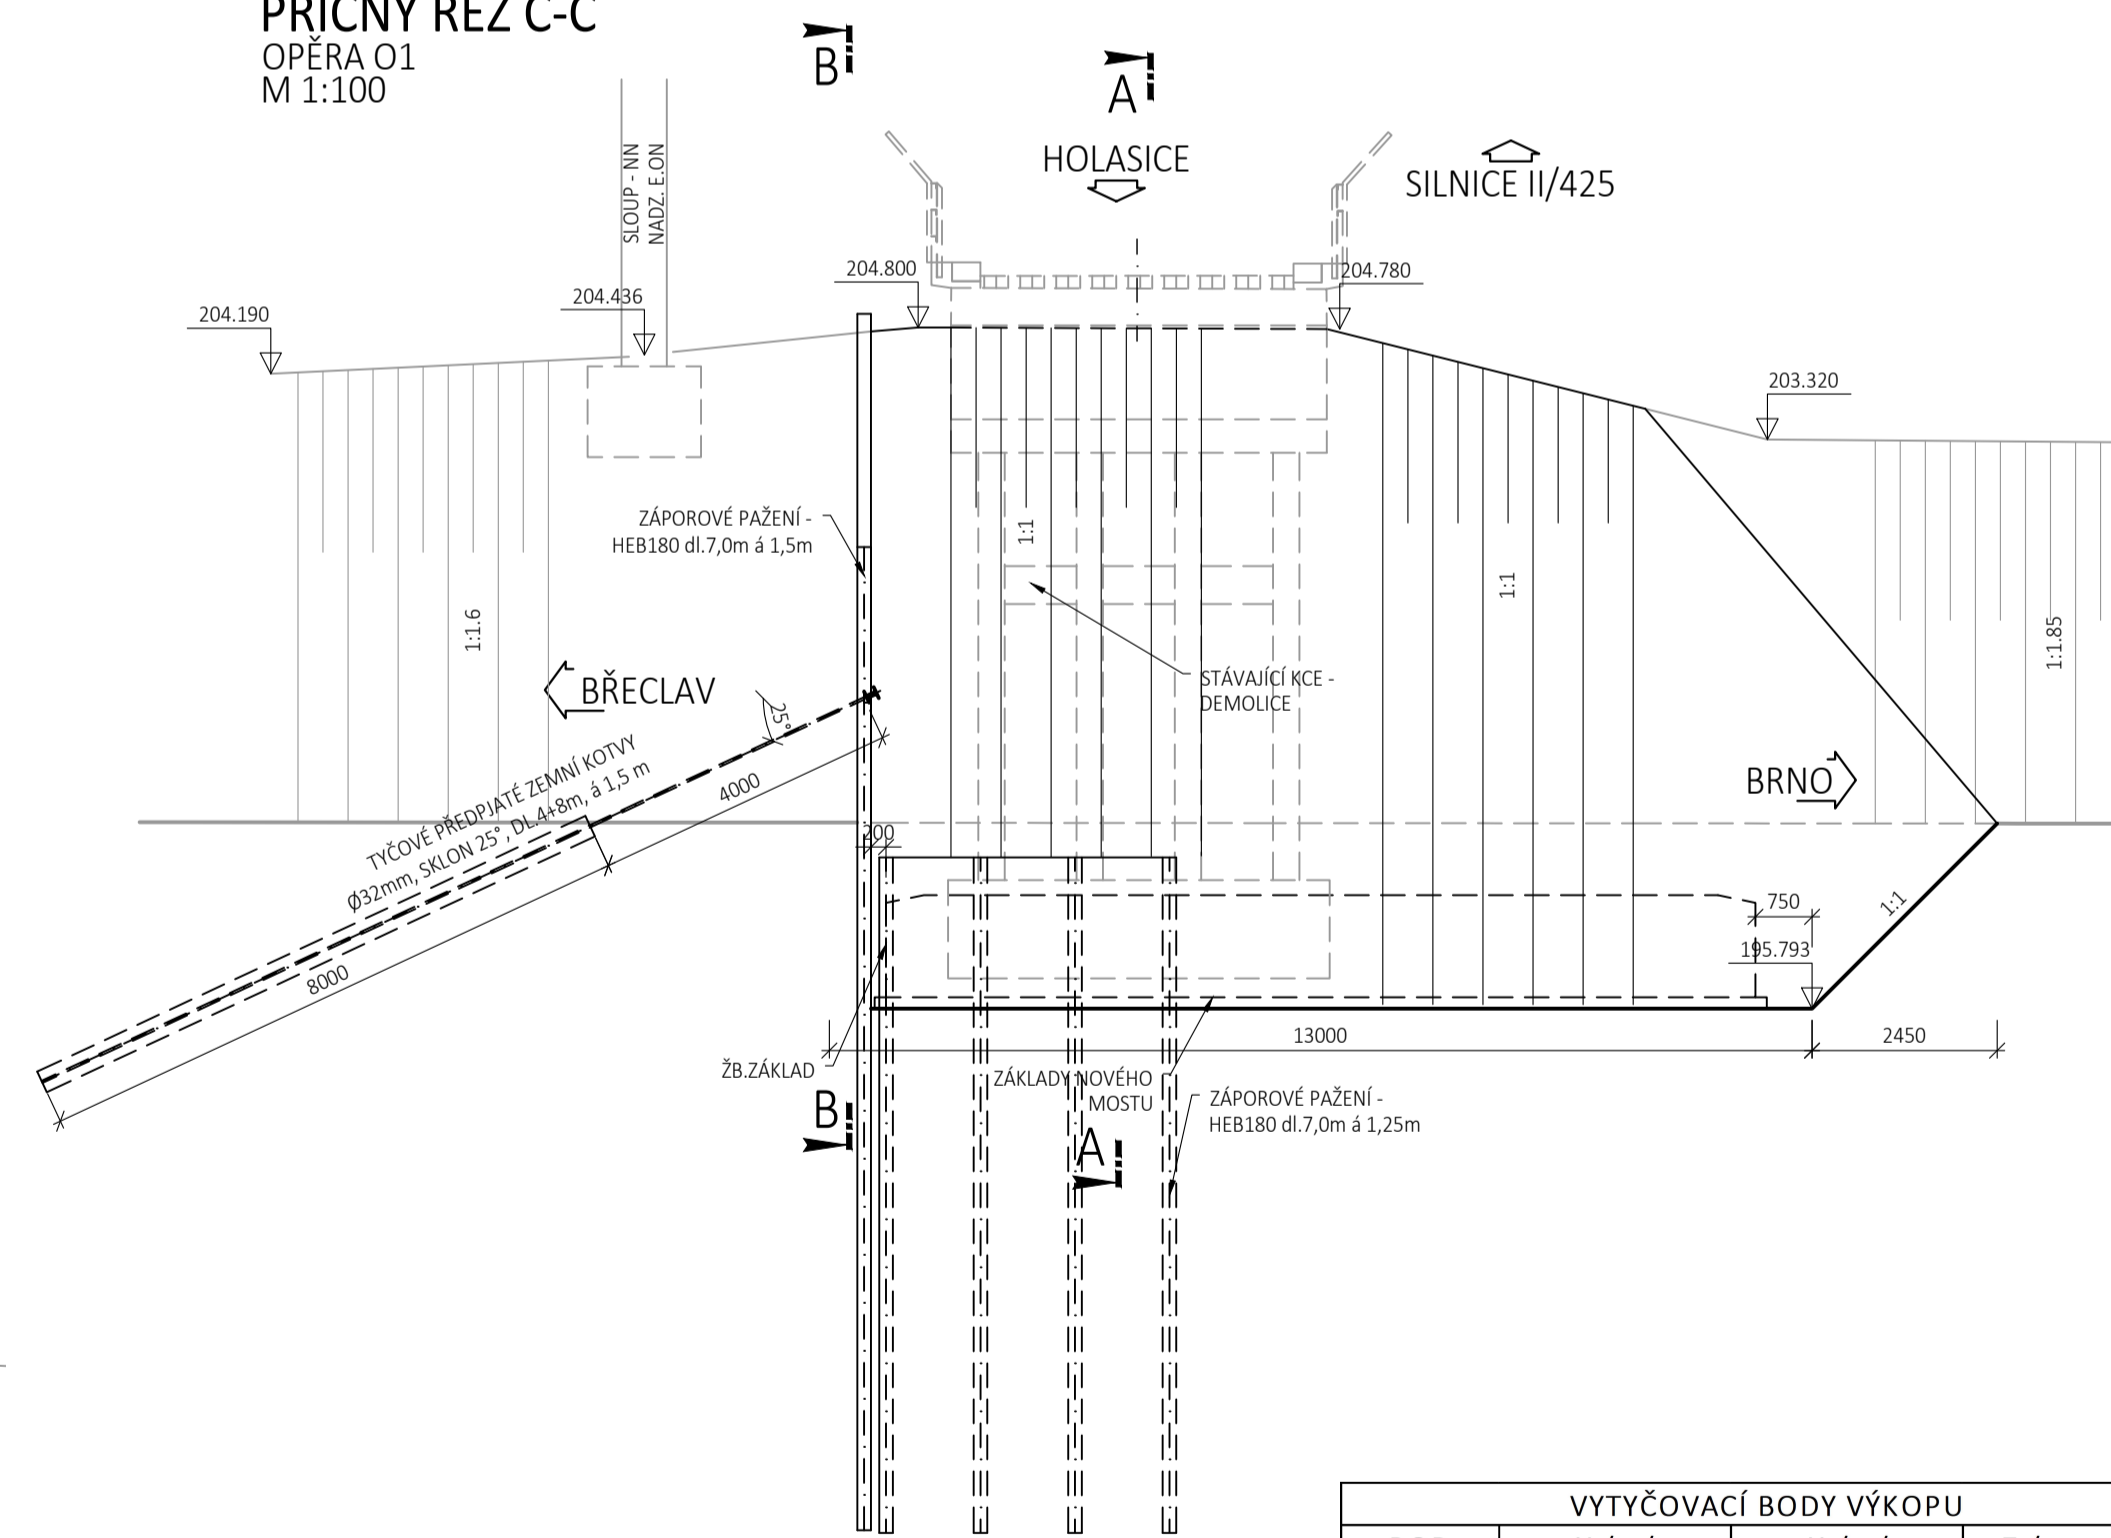 PŘÍČNÝ ŘEZ C-C
OPĚRA O1
M 1:100
B
A
HOLASICE
SILNICE II/425
SLOUP - NN
NADZ. E.ON
204.190
204.436
204.800
204.780
203.320
ZÁPOROVÉ PAŽENÍ -
HEB180 dl.7,0m á 1,5m
1:1
1:1
1:1.6
1:1.85
STÁVAJÍCÍ KCE -
DEMOLICE
BŘECLAV
BRNO
25°
4000
TYČOVÉ PŘEDPJATÉ ZEMNÍ KOTVY
Ø32mm, SKLON 25°, DL.4+8m, á 1,5 m
8000
200
750
1:1
195.793
13000
2450
ŽB.ZÁKLAD
ZÁKLADY NOVÉHO
MOSTU
ZÁPOROVÉ PAŽENÍ -
HEB180 dl.7,0m á 1,25m
B
A
VYTYČOVACÍ BODY VÝKOPU